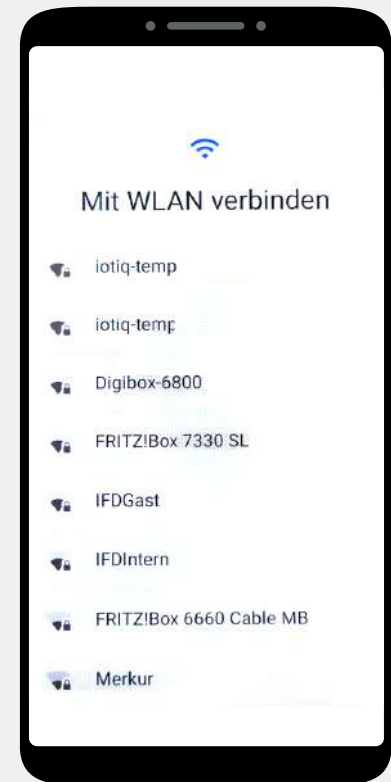 Mit WLAN verbinden
iotiq-temp
iotiq-temp
Digibox-6800
FRITZ!Box 7330 SL
IFDGast
IFDIntern
FRITZ!Box 6660 Cable MB
Merkur